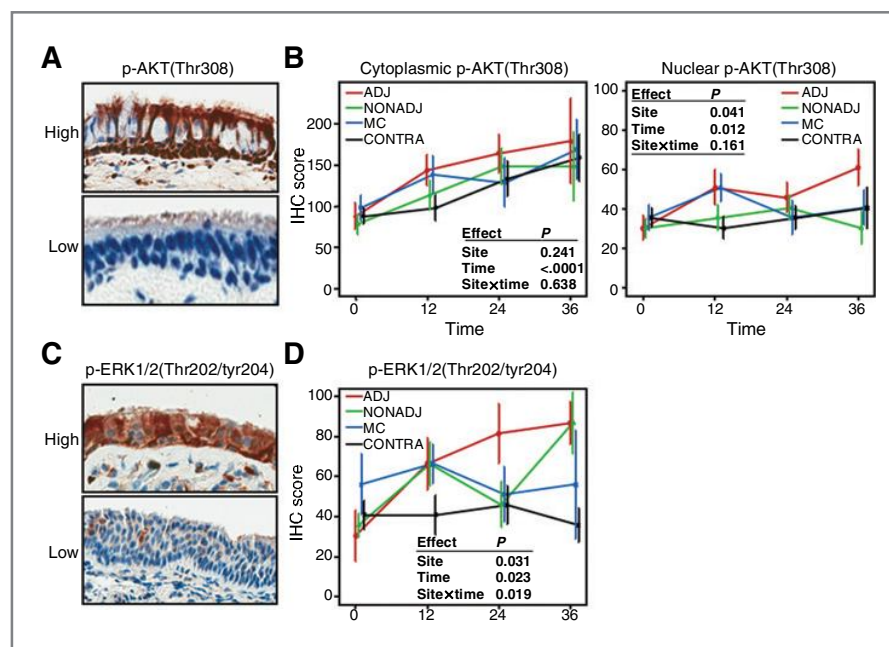 A
p-AKT(Thr308)
High
Low
B
Cytoplasmic p-AKT(Thr308)
IHC score
200
150
100
50
0
ADJ
NONADJ
MC
CONTRA
Effect P
Site 0.241
Time <.0001
Site×time 0.638
0 12 24 36
Time
Nuclear p-AKT(Thr308)
100
80
60
40
20
0
Effect P
Site 0.041
Time 0.012
Site×time 0.161
ADJ
NONADJ
MC
CONTRA
0 12 24 36
Time
C
p-ERK1/2(Thr202/tyr204)
High
Low
D
p-ERK1/2(Thr202/tyr204)
IHC score
100
80
60
40
20
0
ADJ
NONADJ
MC
CONTRA
Effect P
Site 0.031
Time 0.023
Site×time 0.019
0 12 24 36